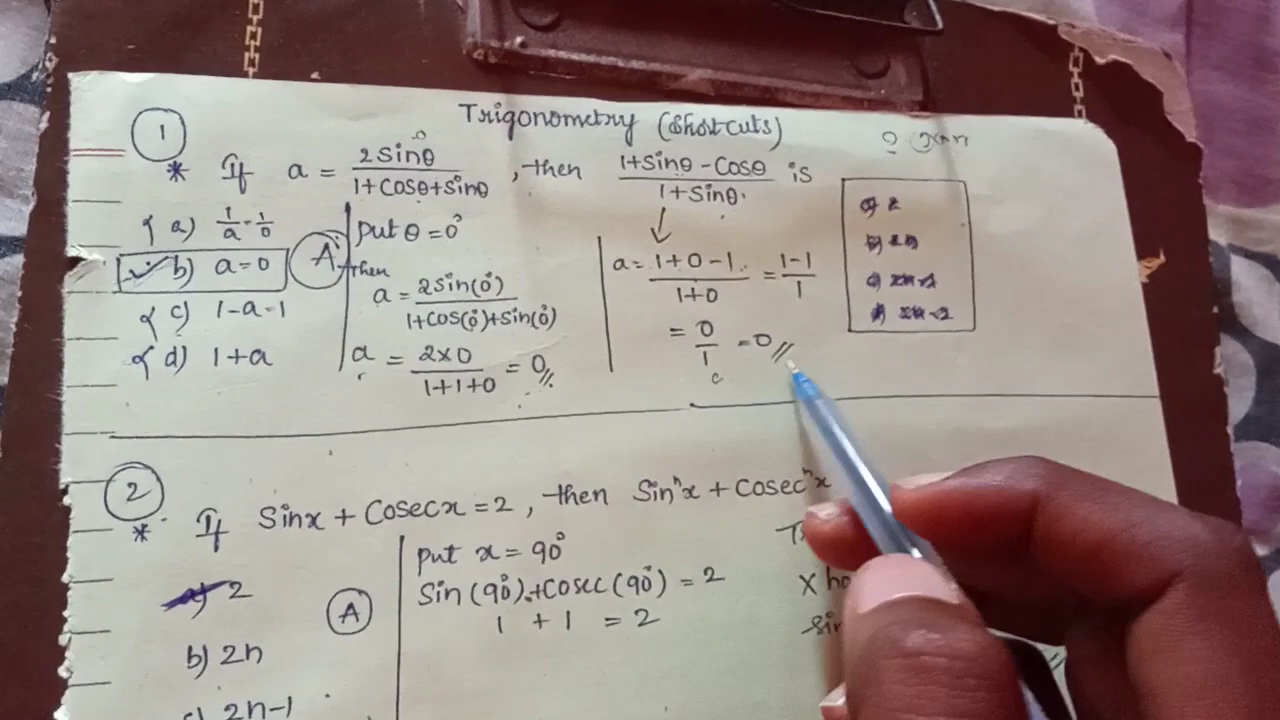 Trigonometry (Shortcuts)
1
* If a = 2sinθ / 1+cosθ+sinθ , then 1+sinθ-cosθ / 1+sinθ is
a) 1/a = 1/0
b) a=0
c) 1-a=1
d) 1+a
A
put θ=0°
then
a = 2sin(0°) / 1+cos(0°)+sin(0°)
a = 2×0 / 1+1+0 = 0//
a = 1+0-1 / 1+0 = 1-1 / 1
= 0/1 = 0//
2
* If Sinx + Cosecx = 2, then Sinⁿx + Cosecⁿx
a) 2
b) 2n
c) 2n-1
A
put x = 90°
Sin(90°)+Cosec(90°) = 2
1 + 1 = 2